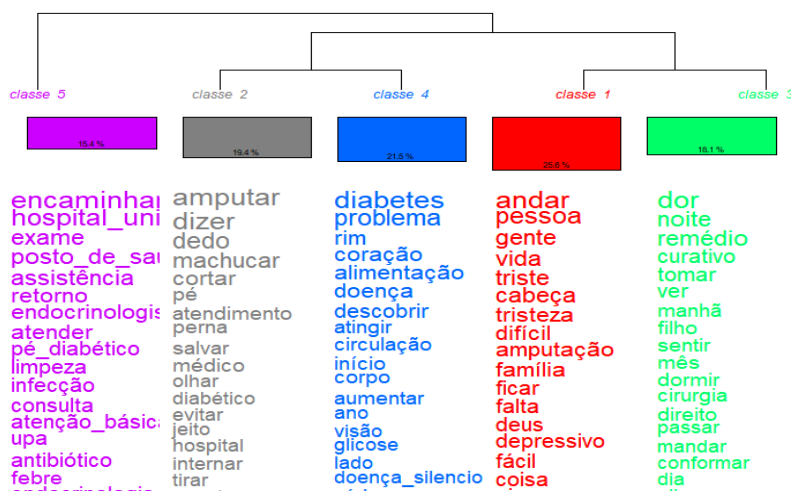 classe 5
classe 2
classe 4
classe 1
classe 3
15.4 %
19.4 %
21.5 %
25.6 %
18.1 %
encaminhar
hospital_uni
exame
posto_de_saú
assistência
retorno
endocrinologis
atender
pé_diabético
limpeza
infecção
consulta
atenção_básica
upa
antibiótico
febre
amputar
dizer
dedo
machucar
cortar
pé
atendimento
perna
salvar
médico
olhar
diabético
evitar
jeito
hospital
internar
tirar
diabetes
problema
rim
coração
alimentação
doença
descobrir
atingir
circulação
início
corpo
aumentar
ano
visão
glicose
lado
doença_silencio
andar
pessoa
gente
vida
triste
cabeça
tristeza
difícil
amputação
família
ficar
falta
deus
depressivo
fácil
coisa
dor
noite
remédio
curativo
tomar
ver
manhã
filho
sentir
mês
dormir
cirurgia
direito
passar
mandar
conformar
dia